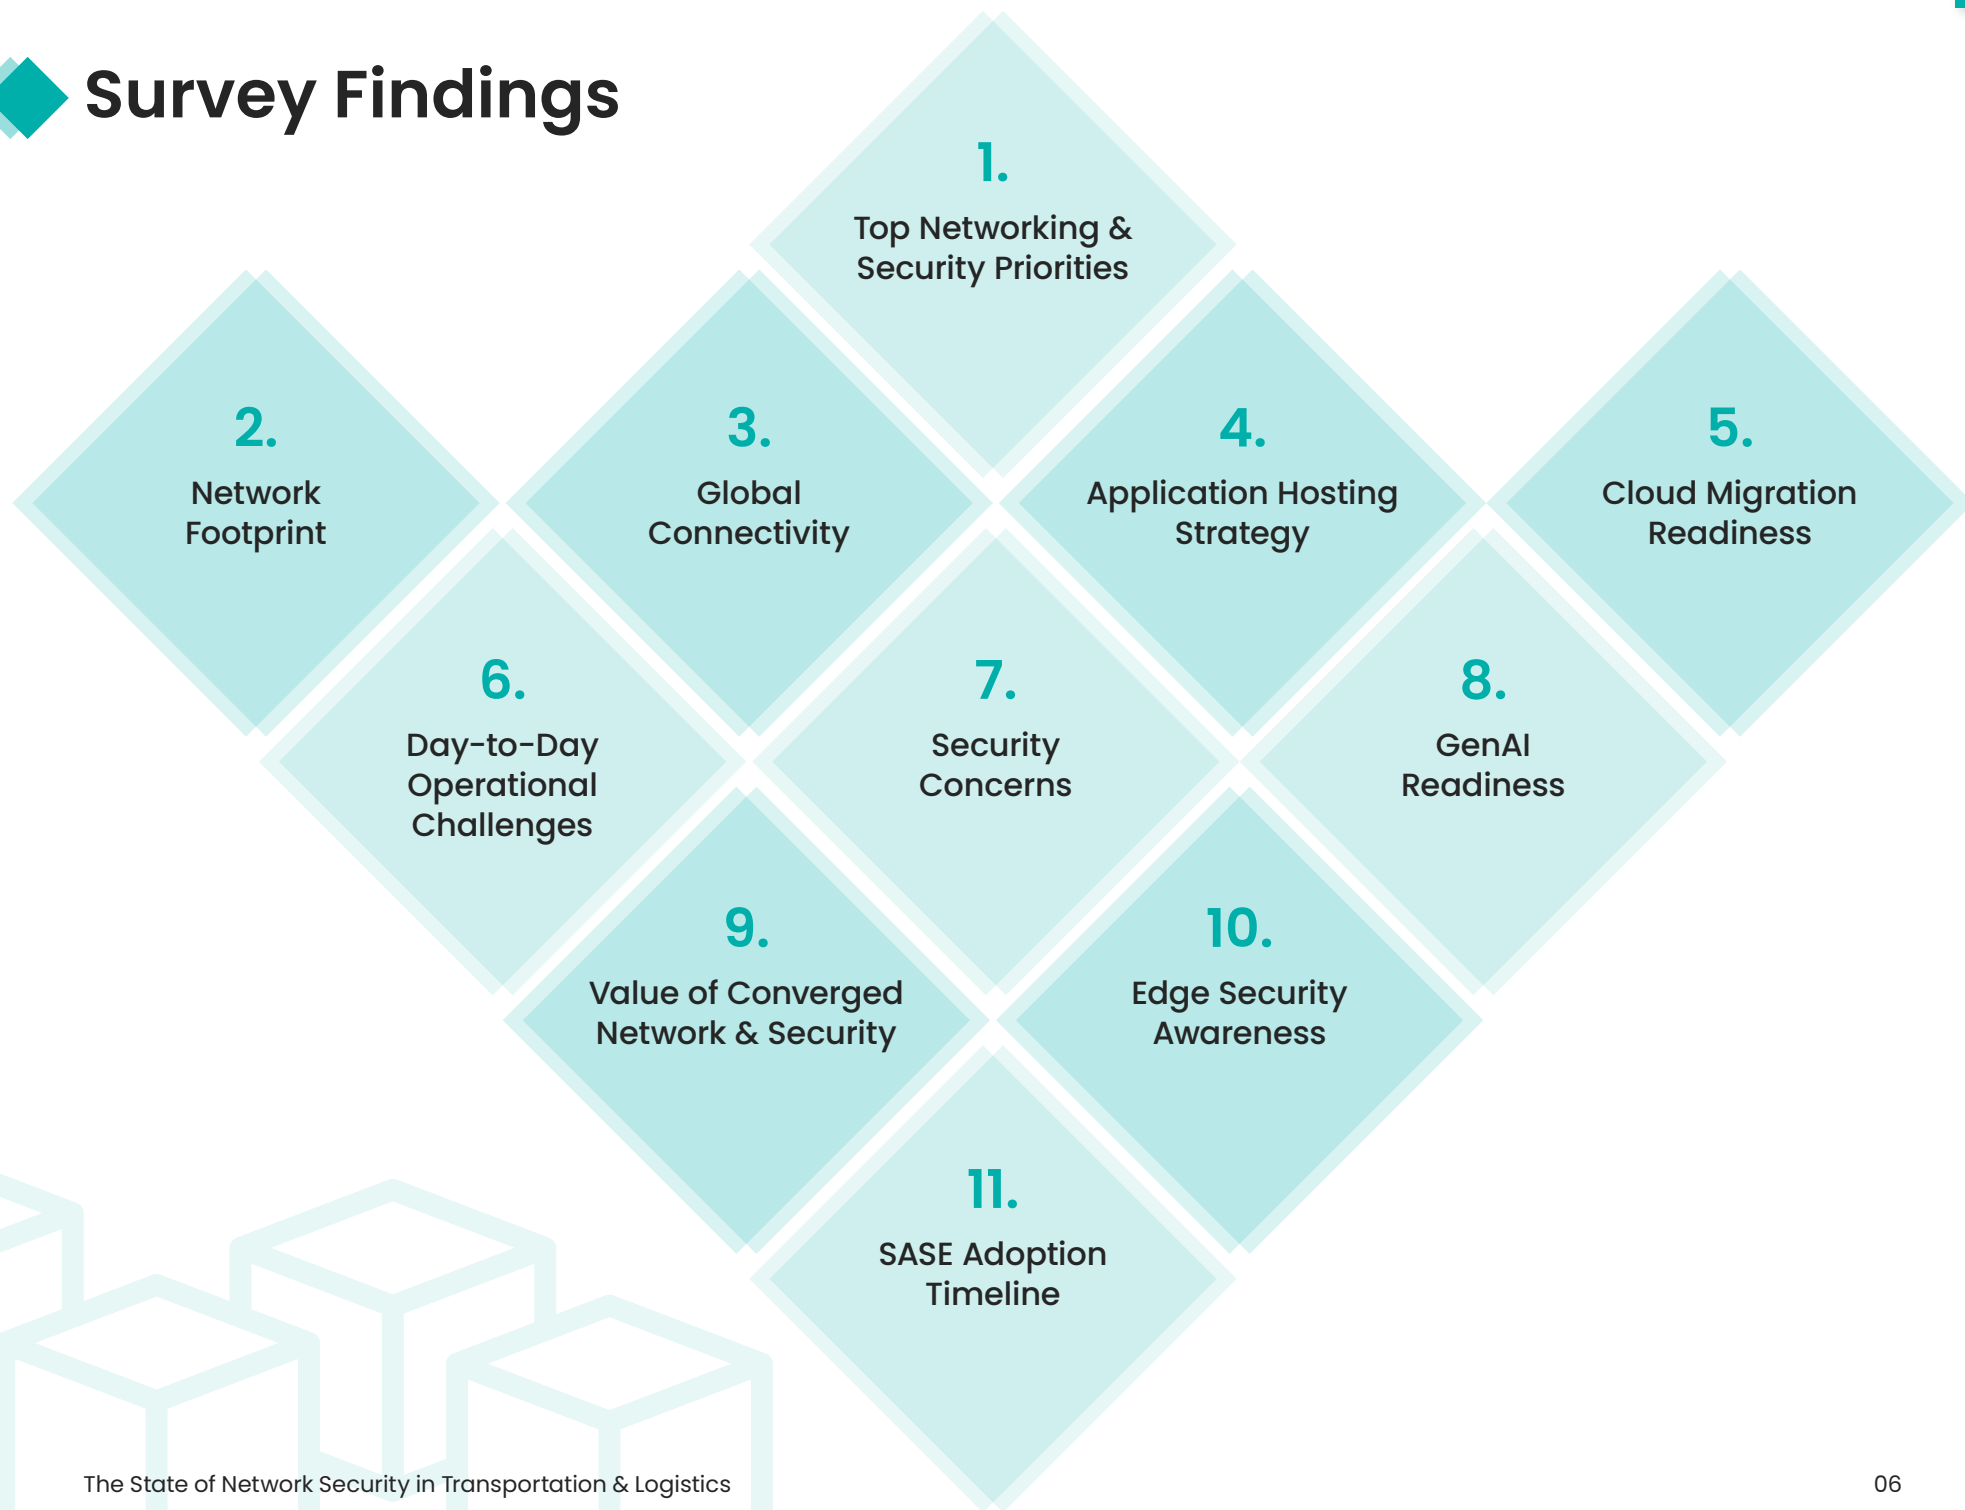 Survey Findings
1.
Top Networking &
Security Priorities
2.
Network
Footprint
3.
Global
Connectivity
4.
Application Hosting
Strategy
5.
Cloud Migration
Readiness
6.
Day-to-Day
Operational
Challenges
7.
Security
Concerns
8.
GenAI
Readiness
9.
Value of Converged
Network & Security
10.
Edge Security
Awareness
11.
SASE Adoption
Timeline
The State of Network Security in Transportation & Logistics
06